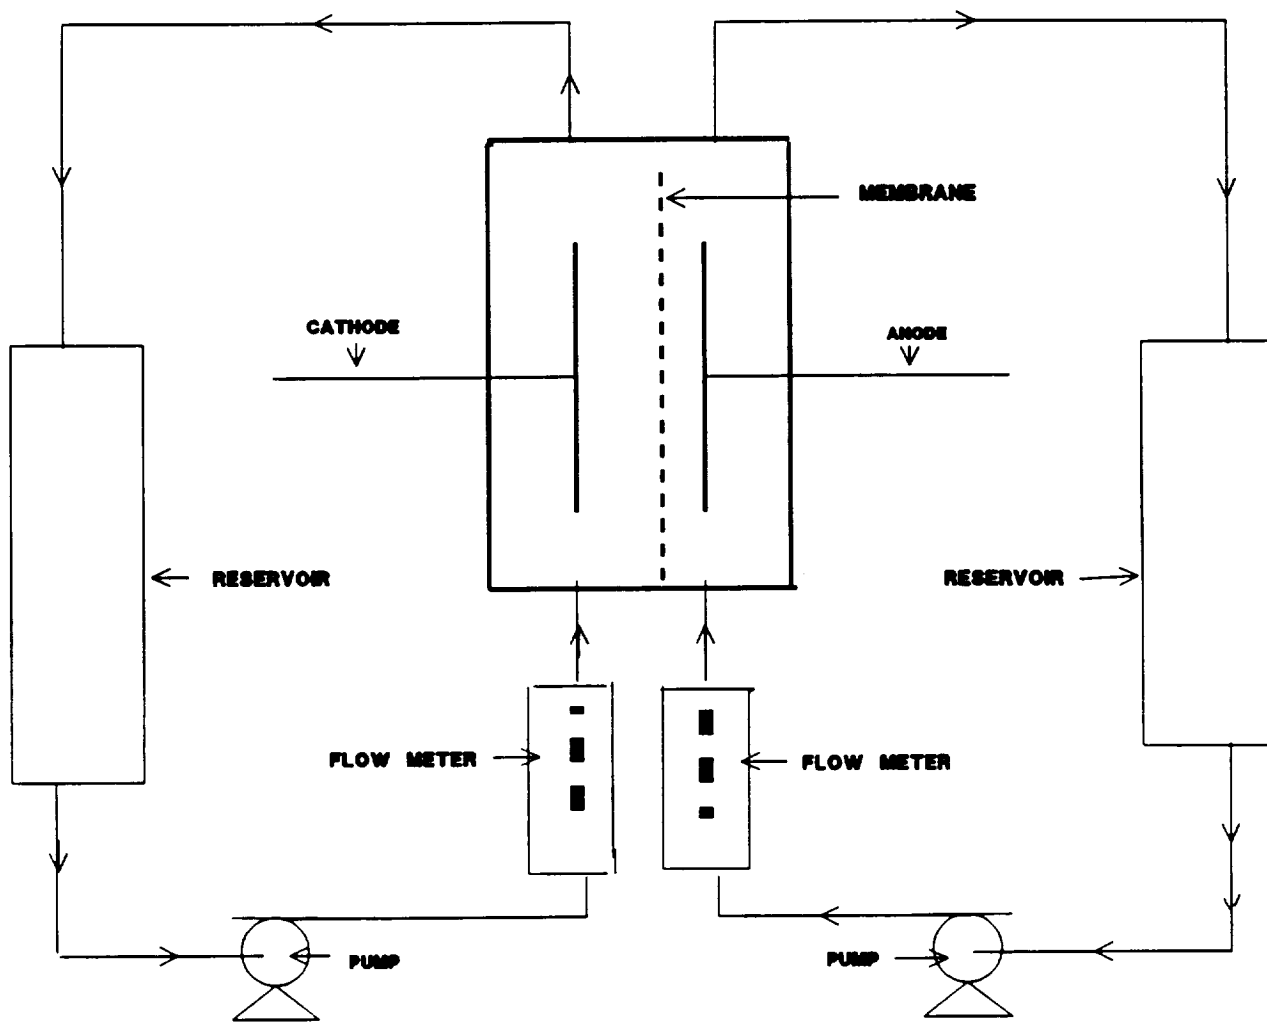 MEMBRANE
CATHODE
ANODE
RESERVOIR
RESERVOIR
FLOW METER
FLOW METER
PUMP
PUMP